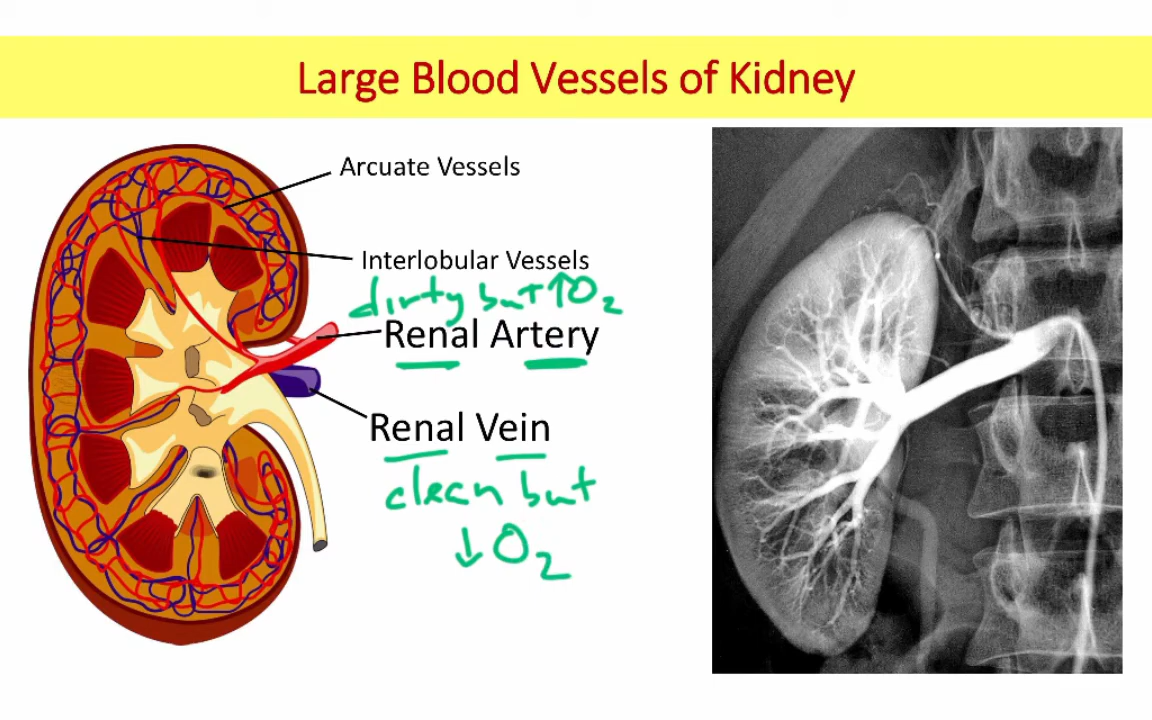 Large Blood Vessels of Kidney
Arcuate Vessels
Interlobular Vessels
dirty but ↑O₂
Renal Artery
Renal Vein
clean but
↓O₂